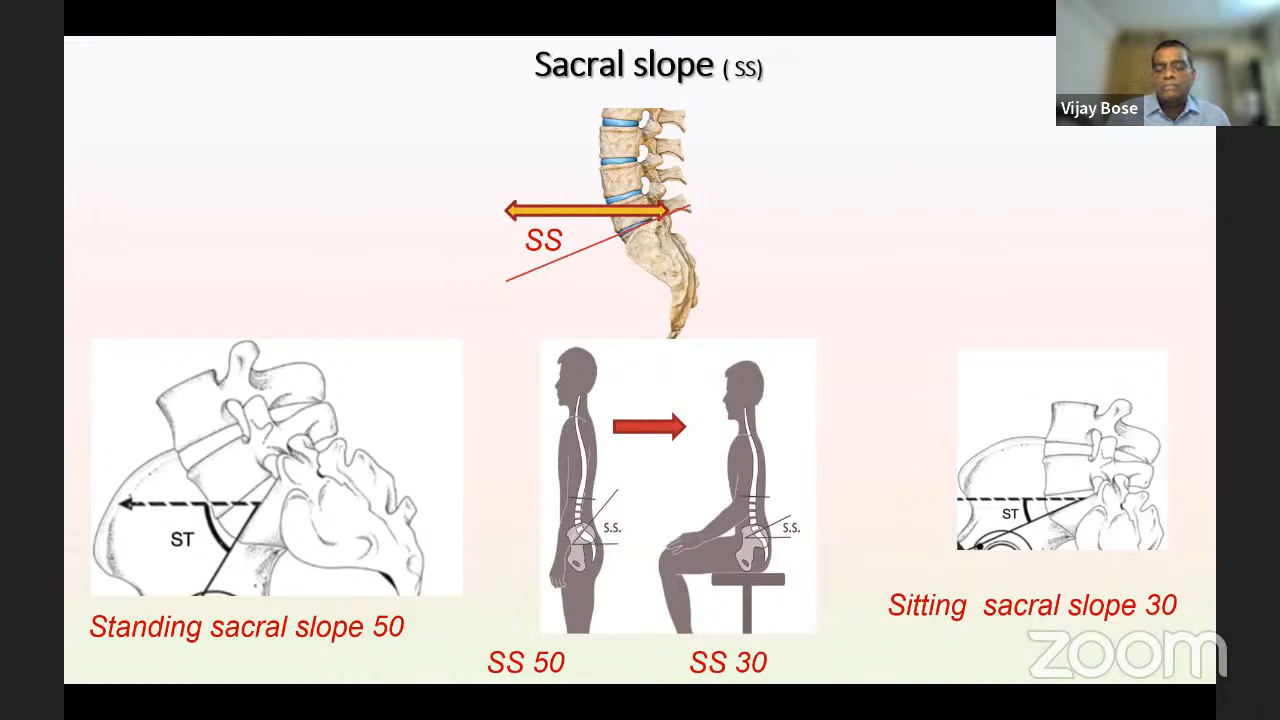 Sacral slope ( SS)
Vijay Bose
SS
ST
S.S.
S.S.
ST
Standing sacral slope 50
Sitting sacral slope 30
SS 50
SS 30
zoom